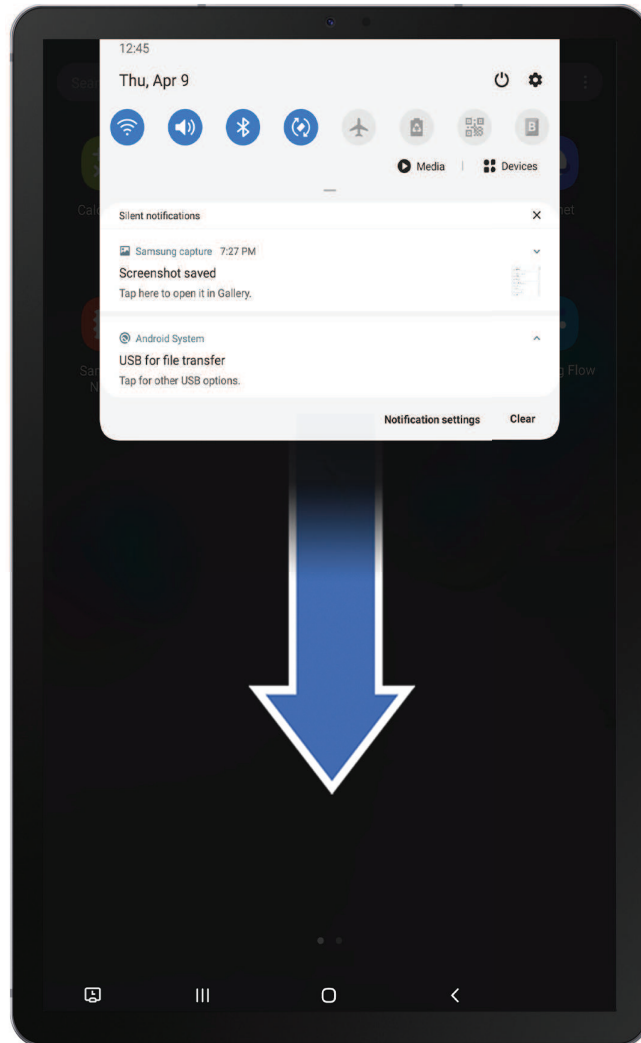 12:45
Thu, Apr 9
Media
Devices
Silent notifications
Samsung capture 7:27 PM
Screenshot saved
Tap here to open it in Gallery.
Android System
USB for file transfer
Tap for other USB options.
Notification settings Clear
Flow